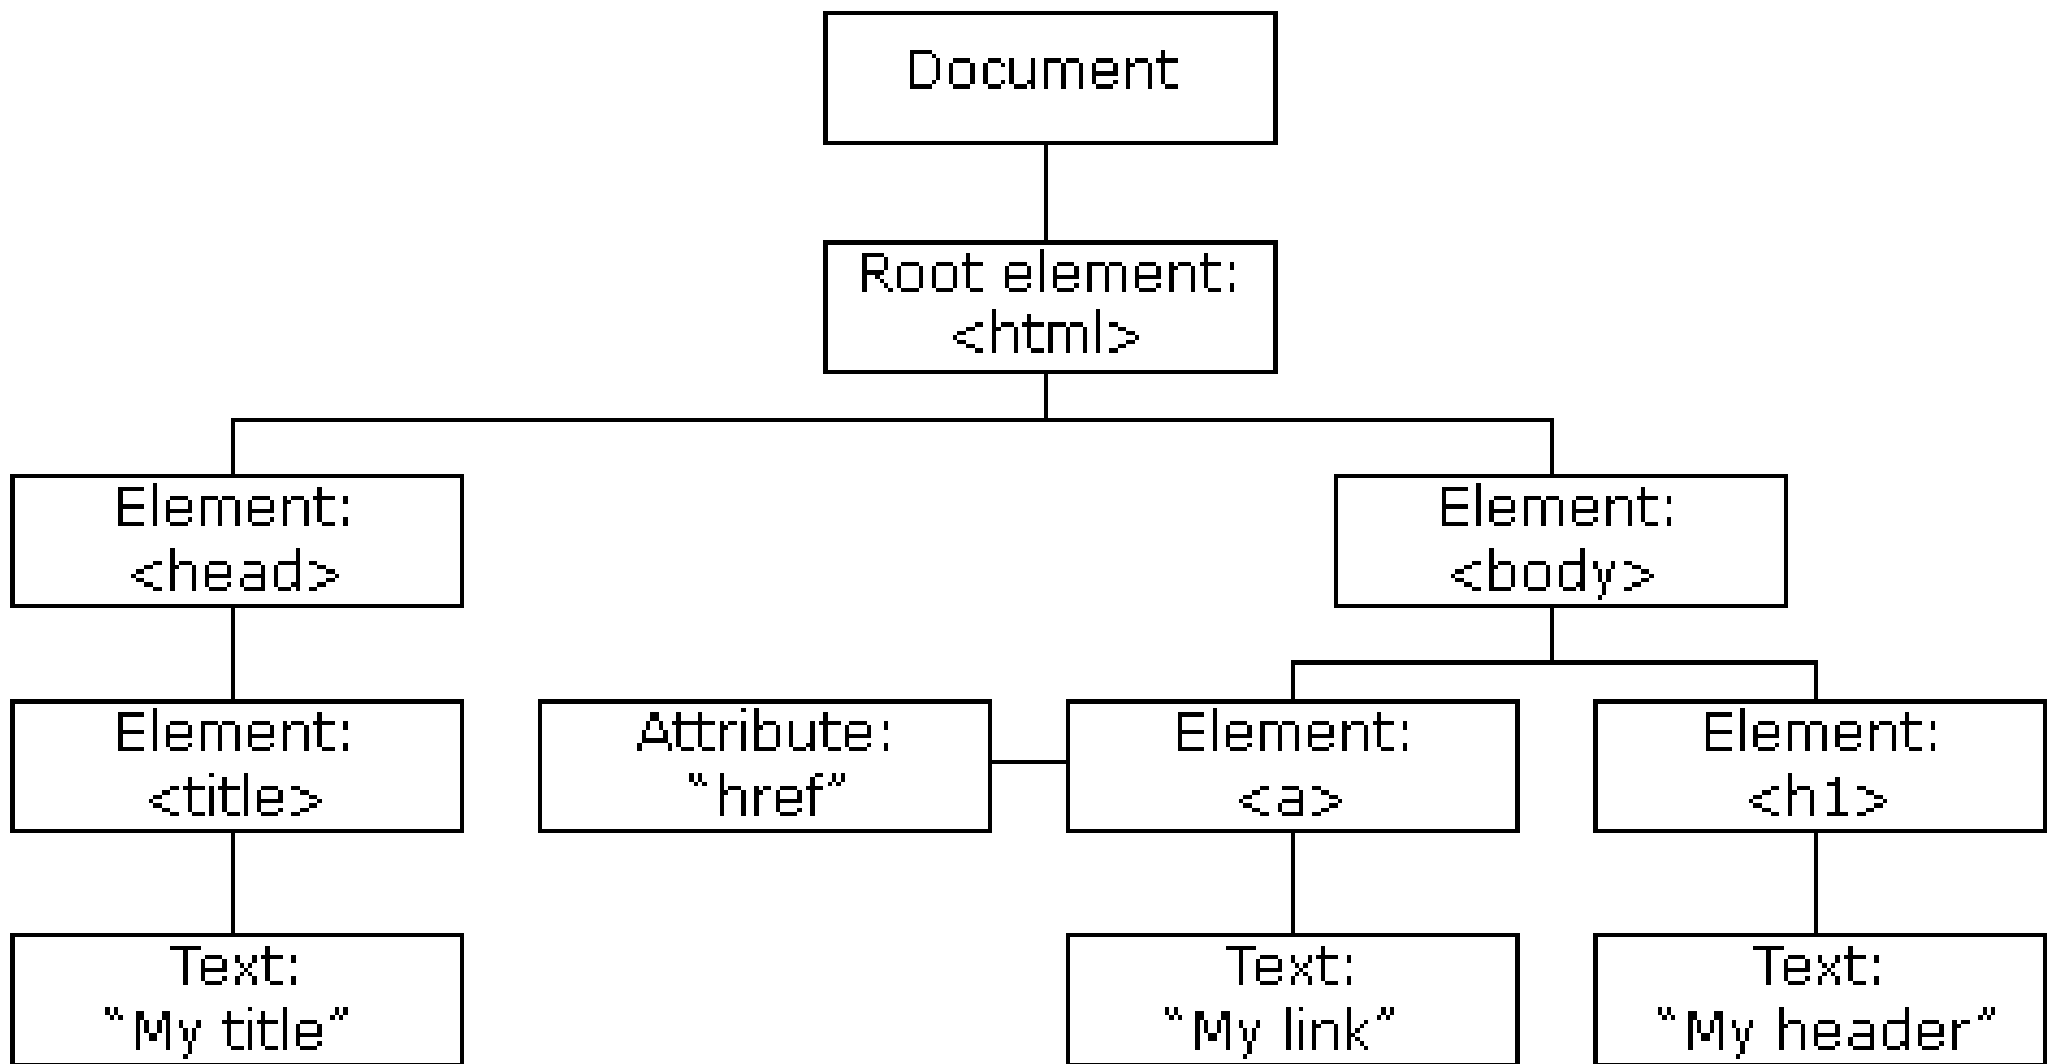 Document
Root element:
<html>
Element:
<head>
Element:
<body>
Element:
<title>
Attribute:
“href”
Element:
<a>
Element:
<h1>
Text:
“My title”
Text:
“My link”
Text:
“My header”